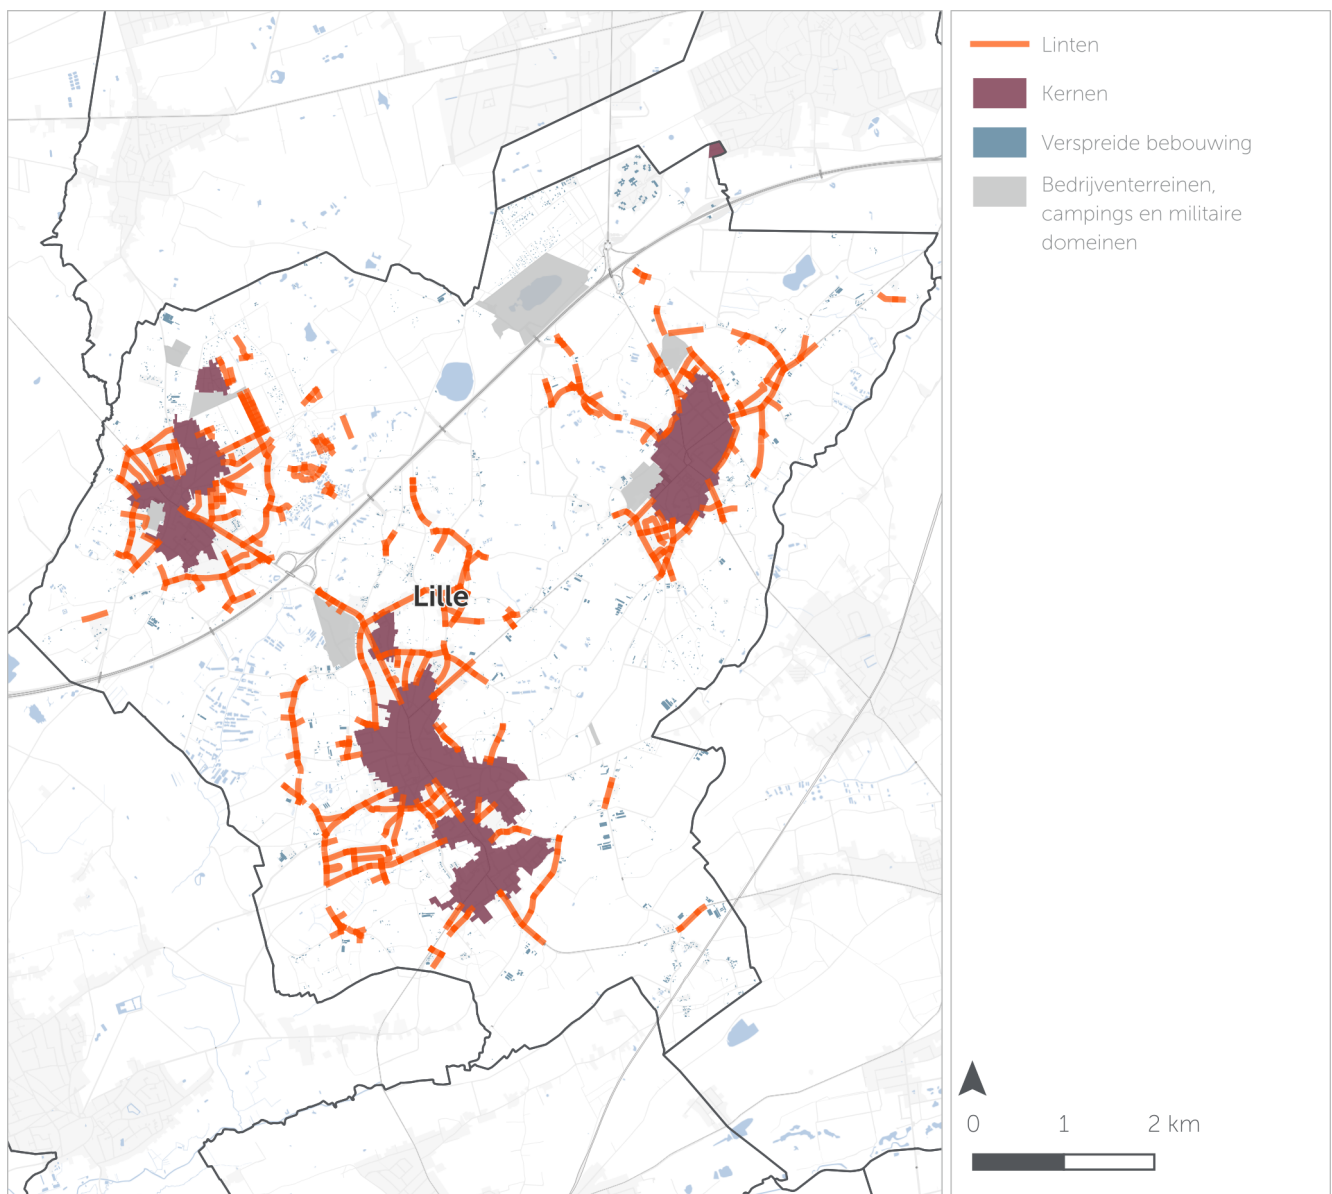 Linten
Kernen
Verspreide bebouwing
Bedrijventerreinen,
campings en militaire
domeinen
Lille
0 1 2 km